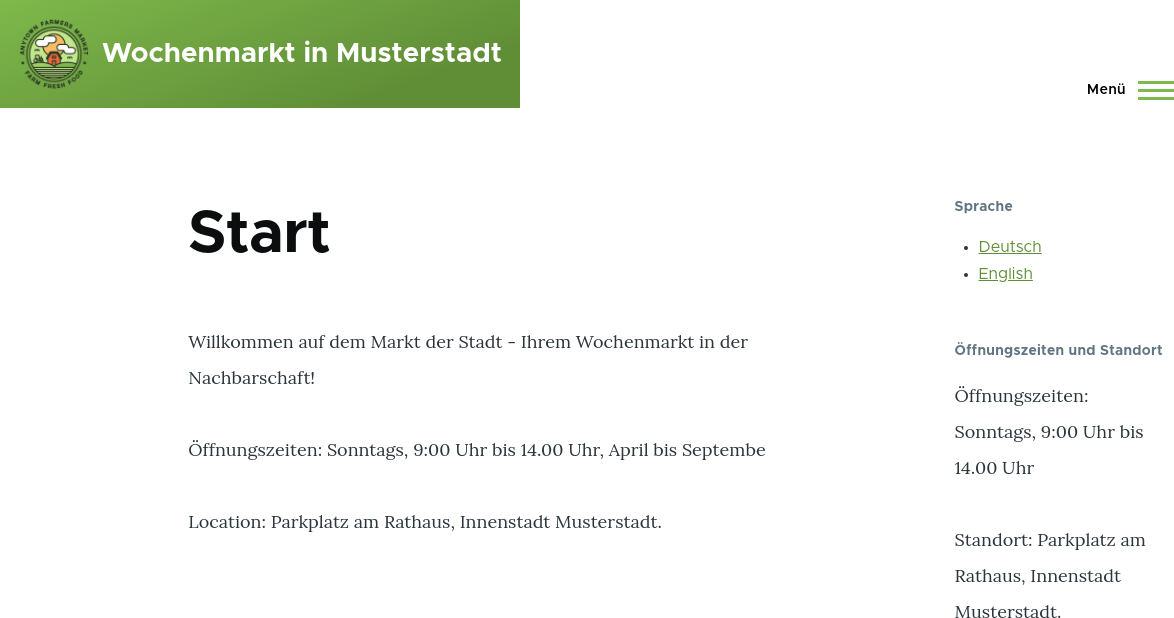 ANYTOWN FARMERS MARKET
FARM FRESH FOOD
Wochenmarkt in Musterstadt
Menü
Start
Willkommen auf dem Markt der Stadt - Ihrem Wochenmarkt in der
Nachbarschaft!
Öffnungszeiten: Sonntags, 9:00 Uhr bis 14.00 Uhr, April bis Septembe
Location: Parkplatz am Rathaus, Innenstadt Musterstadt.
Sprache
Deutsch
English
Öffnungszeiten und Standort
Öffnungszeiten:
Sonntags, 9:00 Uhr bis
14.00 Uhr
Standort: Parkplatz am
Rathaus, Innenstadt
Musterstadt.